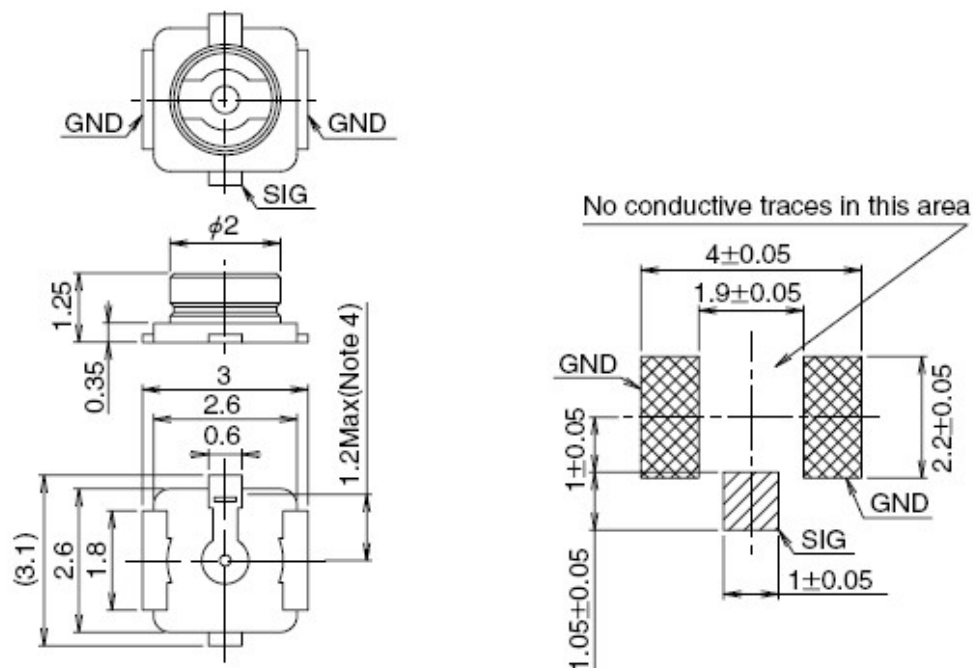 GND
GND
SIG
ϕ2
1.25
0.35
3
2.6
0.6
1.2Max(Note 4)
(3.1)
2.6
1.8
No conductive traces in this area
4±0.05
1.9±0.05
GND
2.2±0.05
1±0.05
GND
SIG
1±0.05
1.05±0.05